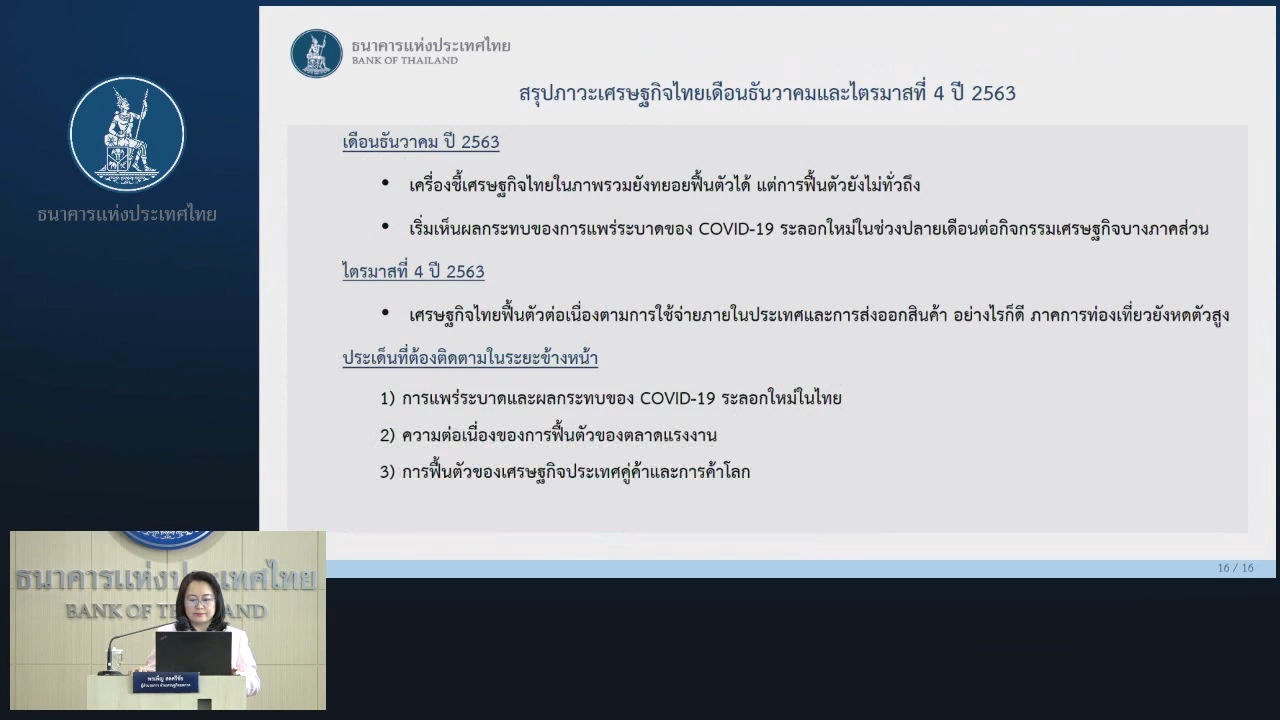 ธนาคารแห่งประเทศไทย
BANK OF THAILAND
ธนาคารแห่งประเทศไทย
สรุปภาวะเศรษฐกิจไทยเดือนธันวาคมและไตรมาสที่ 4 ปี 2563
เดือนธันวาคม ปี 2563
• เครื่องชี้เศรษฐกิจไทยในภาพรวมยังทยอยฟื้นตัวได้ แต่การฟื้นตัวยังไม่ทั่วถึง
• เริ่มเห็นผลกระทบของการแพร่ระบาดของ COVID-19 ระลอกใหม่ในช่วงปลายเดือนต่อกิจกรรมเศรษฐกิจบางภาคส่วน
ไตรมาสที่ 4 ปี 2563
• เศรษฐกิจไทยฟื้นตัวต่อเนื่องตามการใช้จ่ายภายในประเทศและการส่งออกสินค้า อย่างไรก็ดี ภาคการท่องเที่ยวยังหดตัวสูง
ประเด็นที่ต้องติดตามในระยะข้างหน้า
1) การแพร่ระบาดและผลกระทบของ COVID-19 ระลอกใหม่ในไทย
2) ความต่อเนื่องของการฟื้นตัวของตลาดแรงงาน
3) การฟื้นตัวของเศรษฐกิจประเทศคู่ค้าและการค้าโลก
16 / 16
ธนาคารแห่งประเทศไทย
BANK OF THAILAND